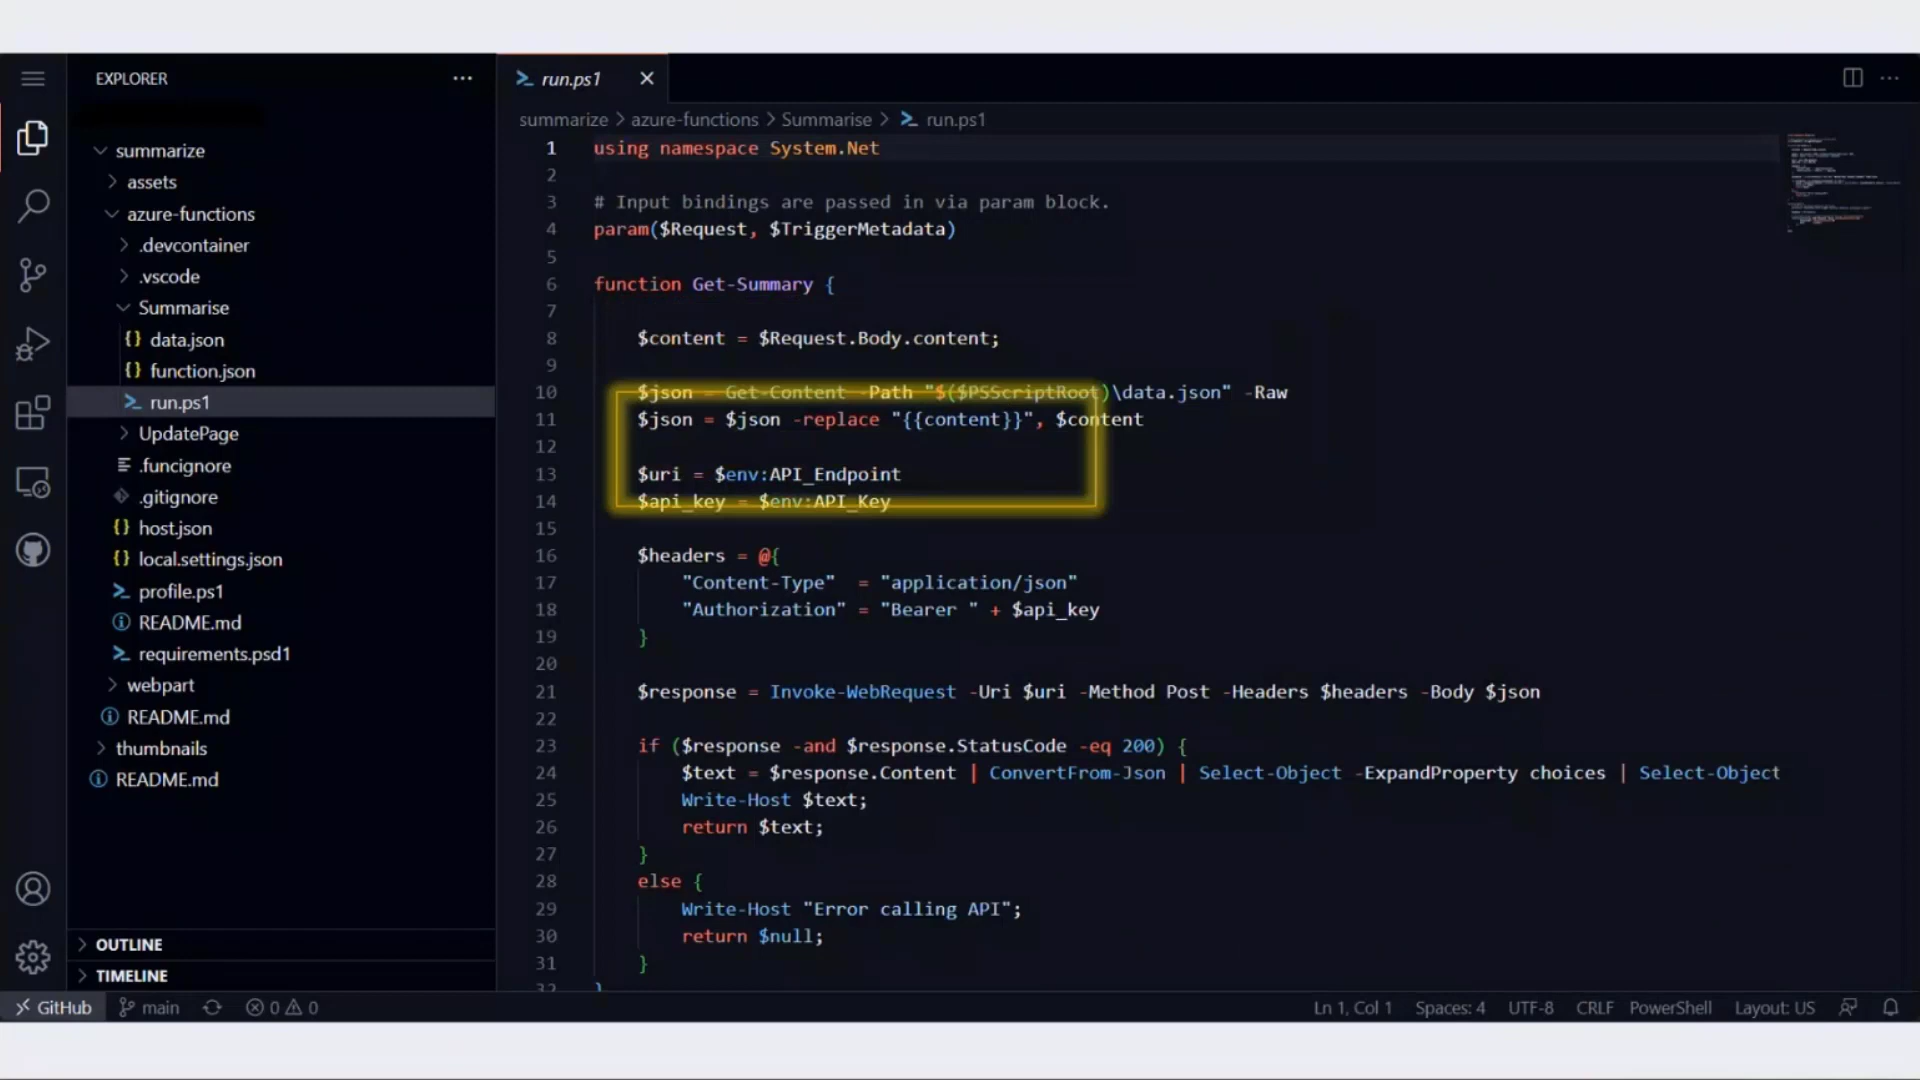 EXPLORER
summarize
assets
azure-functions
.devcontainer
.vscode
Summarise
{} data.json
{} function.json
run.ps1
UpdatePage
.funcignore
.gitignore
{} host.json
{} local.settings.json
profile.ps1
README.md
requirements.psd1
webpart
README.md
thumbnails
README.md
OUTLINE
TIMELINE
run.ps1
summarize > azure-functions > Summarise > run.ps1
1 using namespace System.Net
2
3 # Input bindings are passed in via param block.
4 param($Request, $TriggerMetadata)
5
6 function Get-Summary {
7
8 $content = $Request.Body.content;
9
10 $json = Get-Content -Path "$($PSScriptRoot)\data.json" -Raw
11 $json = $json -replace "{{content}}", $content
12
13 $uri = $env:API_Endpoint
14 $api_key = $env:API_Key
15
16 $headers = @{
17 "Content-Type" = "application/json"
18 "Authorization" = "Bearer " + $api_key
19 }
20
21 $response = Invoke-WebRequest -Uri $uri -Method Post -Headers $headers -Body $json
22
23 if ($response -and $response.StatusCode -eq 200) {
24 $text = $response.Content | ConvertFrom-Json | Select-Object -ExpandProperty choices | Select-Object
25 Write-Host $text;
26 return $text;
27 }
28 else {
29 Write-Host "Error calling API";
30 return $null;
31 }
32 }
GitHub main 0 0 Ln 1, Col 1 Spaces: 4 UTF-8 CRLF PowerShell Layout: US